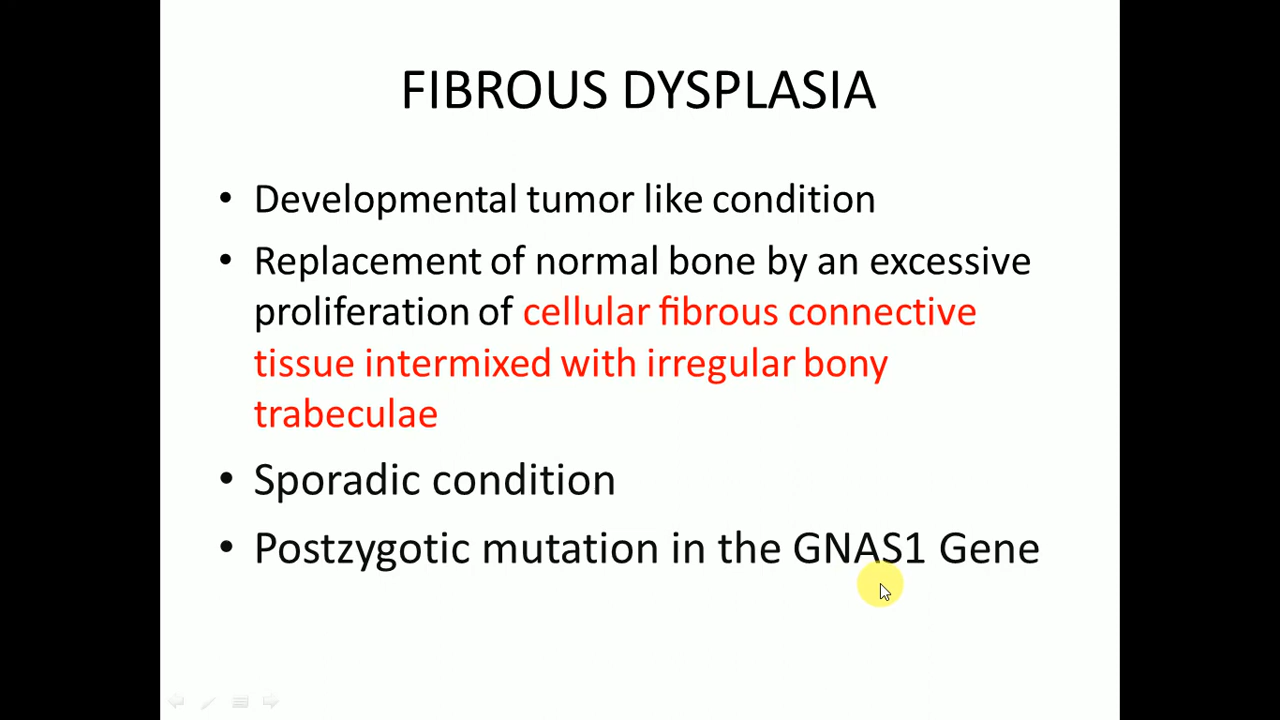 FIBROUS DYSPLASIA
• Developmental tumor like condition
• Replacement of normal bone by an excessive
proliferation of cellular fibrous connective
tissue intermixed with irregular bony
trabeculae
• Sporadic condition
• Postzygotic mutation in the GNAS1 Gene